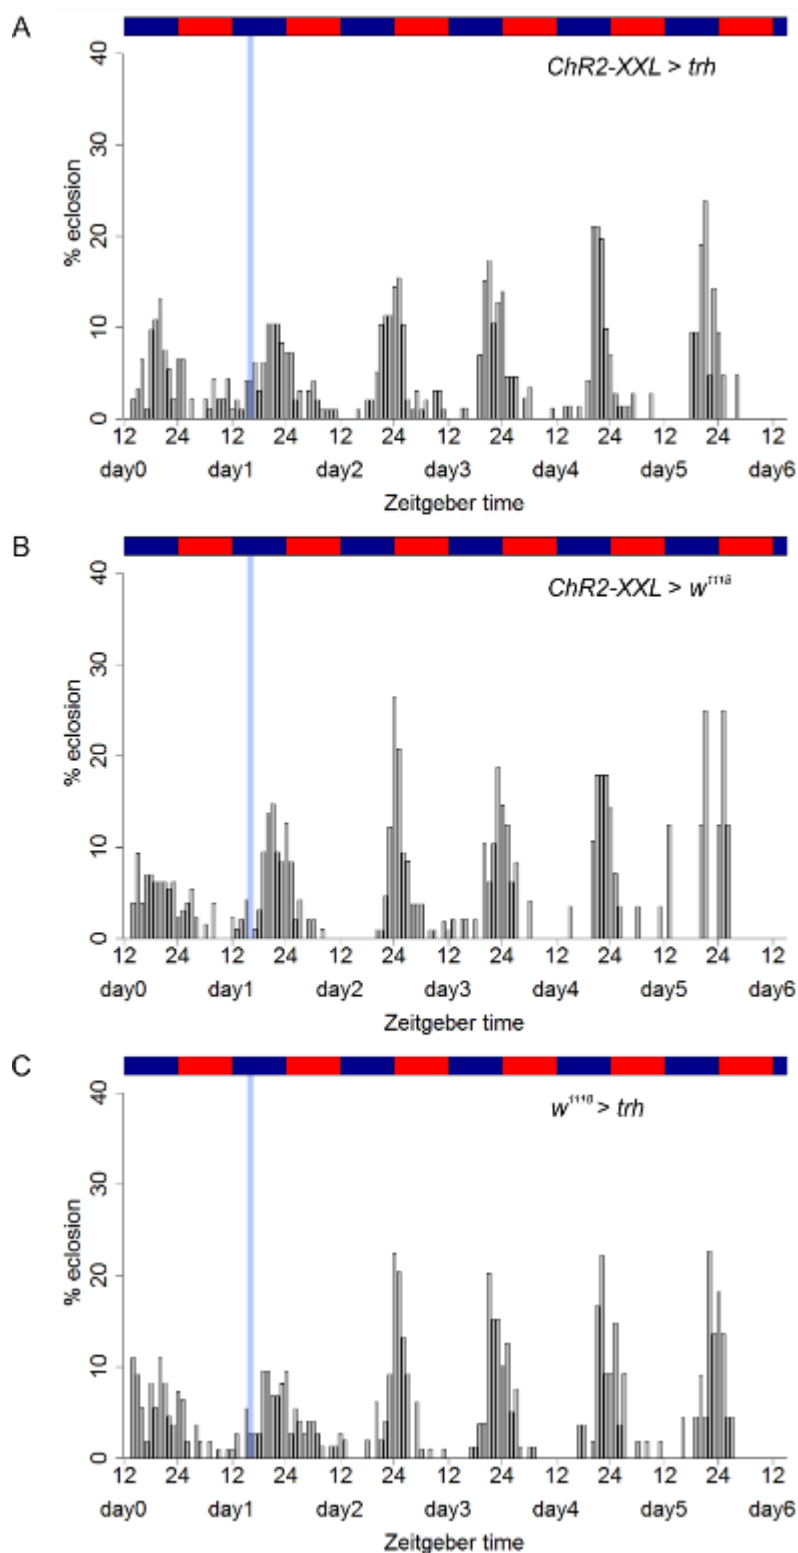 A
ChR2-XXL > trh
40
30
20
10
0
% eclosion
12 24 12 24 12 24 12 24 12 24 12 24 12
day0 day1 day2 day3 day4 day5 day6
Zeitgeber time
B
ChR2-XXL > w¹¹¹⁸
40
30
20
10
0
% eclosion
12 24 12 24 12 24 12 24 12 24 12 24 12
day0 day1 day2 day3 day4 day5 day6
Zeitgeber time
C
w¹¹¹⁸ > trh
40
30
20
10
0
% eclosion
12 24 12 24 12 24 12 24 12 24 12 24 12
day0 day1 day2 day3 day4 day5 day6
Zeitgeber time